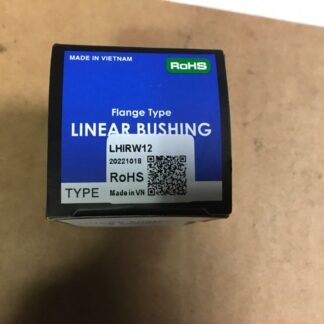 MADE IN VIETNAM
RoHS
Flange Type
LINEAR BUSHING
LHIRW12
20221018
RoHS
TYPE
Made in VN